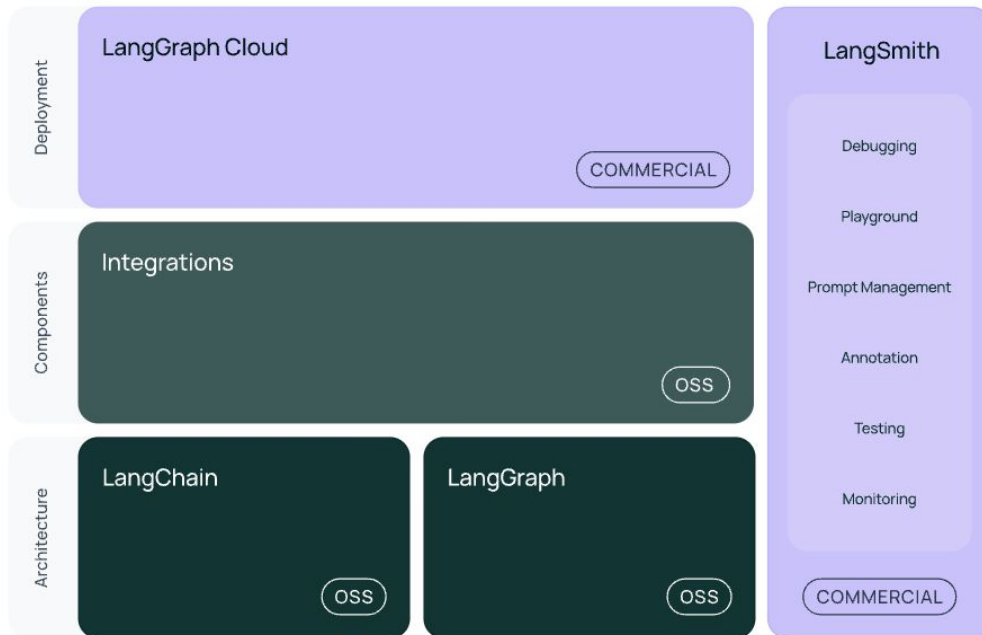 Deployment
LangGraph Cloud
COMMERCIAL
Components
Integrations
OSS
Architecture
LangChain
OSS
LangGraph
OSS
LangSmith
Debugging
Playground
Prompt Management
Annotation
Testing
Monitoring
COMMERCIAL